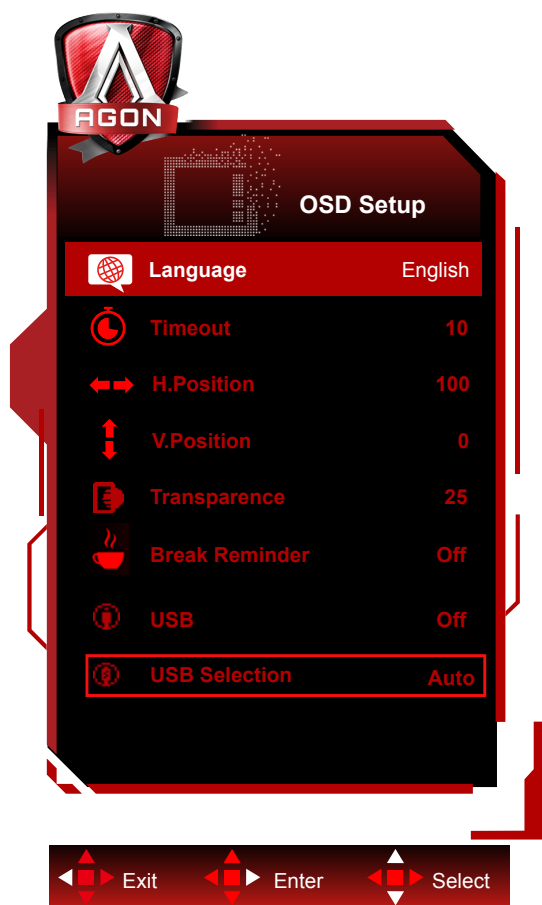 AGON
OSD Setup
Language English
Timeout 10
H.Position 100
V.Position 0
Transparence 25
Break Reminder Off
USB Off
USB Selection Auto
Exit Enter Select